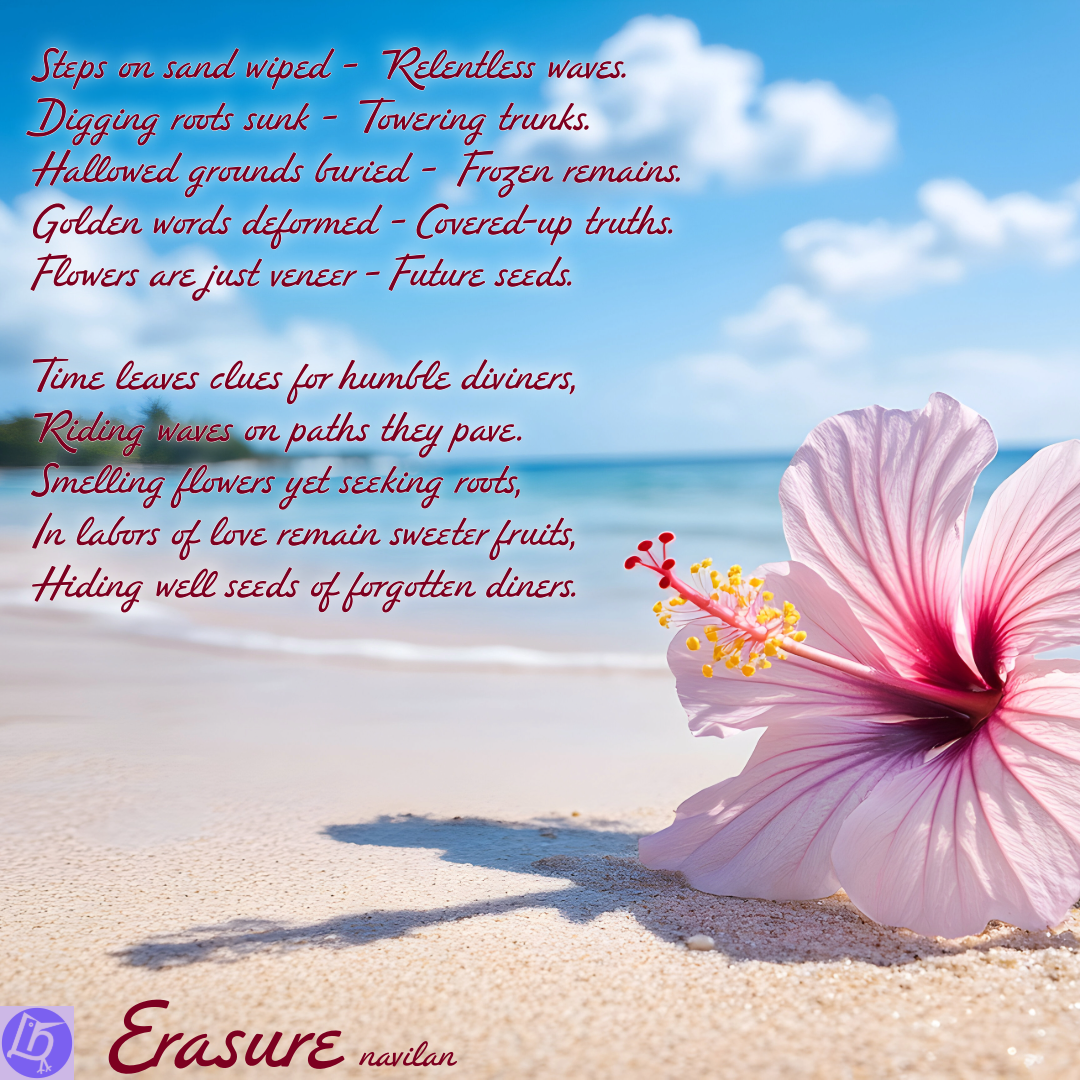 Steps on sand wiped - Relentless waves.
Digging roots sunk - Towering trunks.
Hallowed grounds buried - Frozen remains.
Golden words deformed - Covered-up truths.
Flowers are just veneer - Future seeds.
Time leaves clues for humble diviners,
Riding waves on paths they pave.
Smelling flowers yet seeking roots,
In labors of love remain sweeter fruits,
Hiding well seeds of forgotten diners.
Erasure navilan